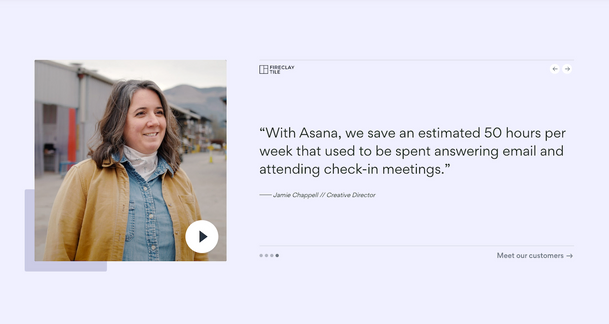 FIRECLAY
TILE
← →
“With Asana, we save an estimated 50 hours per
week that used to be spent answering email and
attending check-in meetings.”
—— Jamie Chappell // Creative Director
Meet our customers →